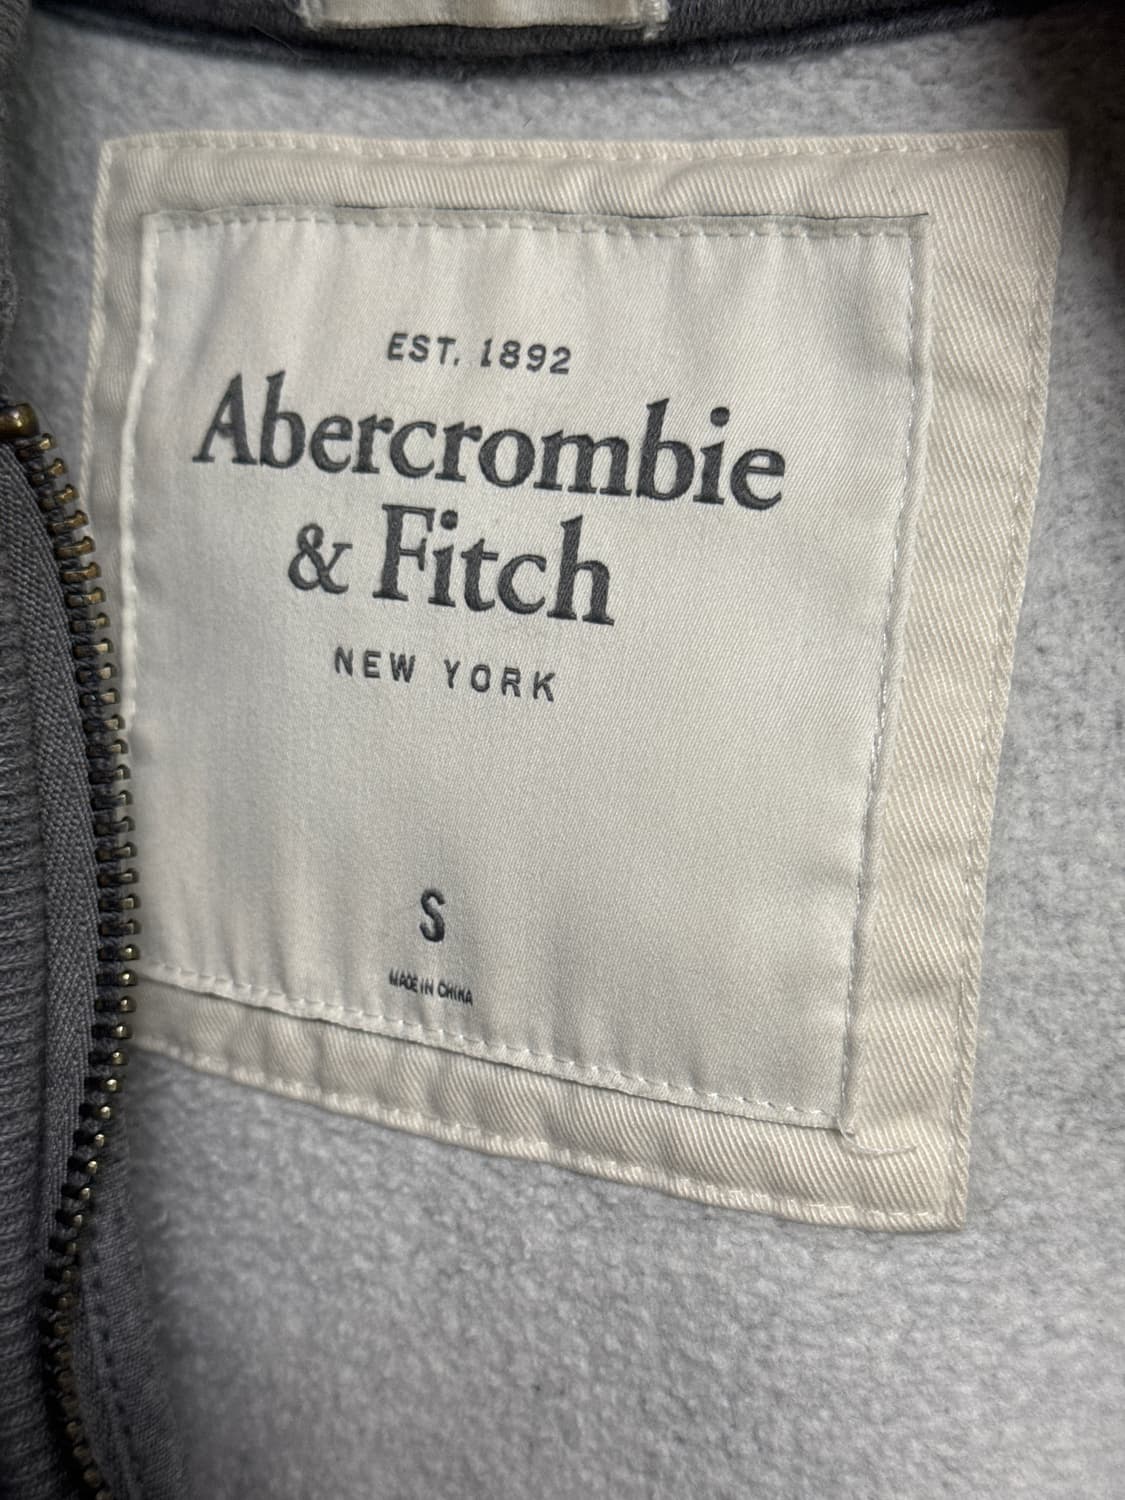 EST. 1892
Abercrombie
& Fitch
NEW YORK
S
MADE IN CHINA